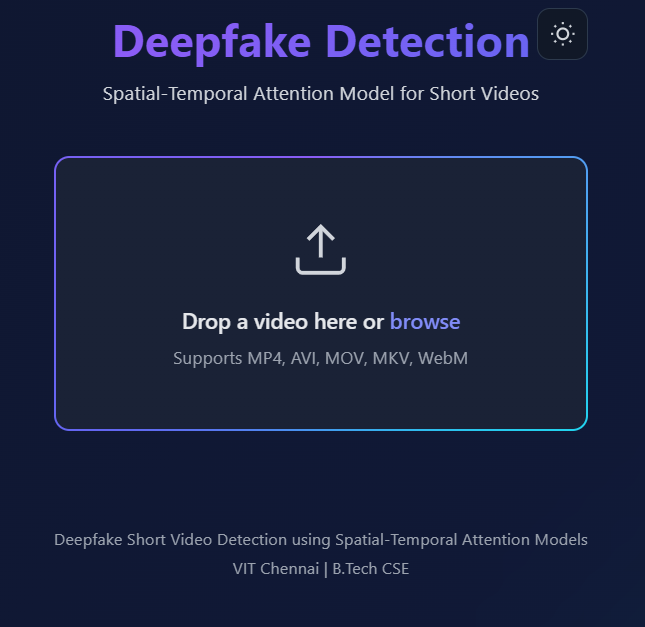 Deepfake Detection
Spatial-Temporal Attention Model for Short Videos
Drop a video here or browse
Supports MP4, AVI, MOV, MKV, WebM
Deepfake Short Video Detection using Spatial-Temporal Attention Models
VIT Chennai | B.Tech CSE